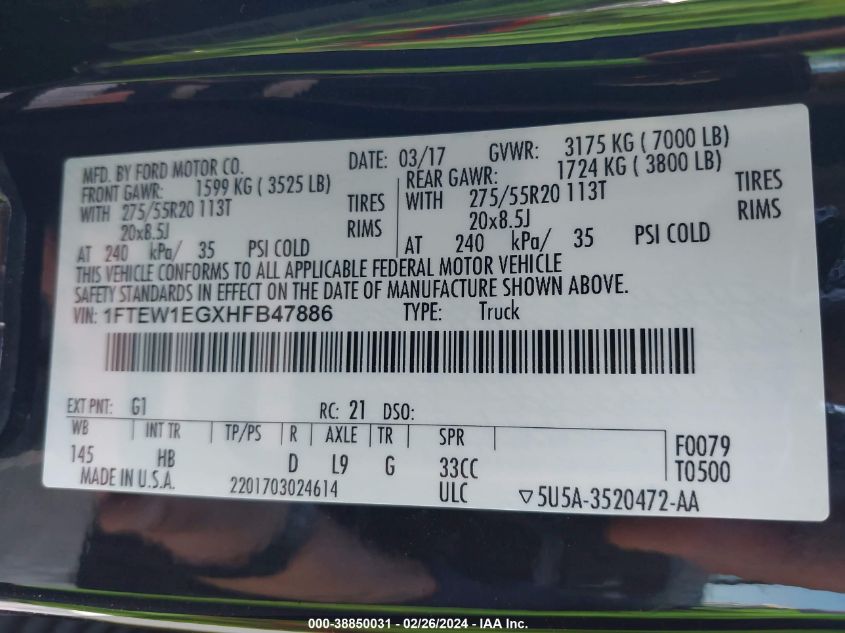 MFD. BY FORD MOTOR CO. DATE: 03/17 GVWR: 3175 KG ( 7000 LB)
FRONT GAWR: 1599 KG ( 3525 LB) REAR GAWR: 1724 KG ( 3800 LB)
WITH 275/55R20 113T TIRES WITH 275/55R20 113T TIRES
20x8.5J RIMS 20x8.5J RIMS
AT 240 kPa/ 35 PSI COLD AT 240 kPa/ 35 PSI COLD
THIS VEHICLE CONFORMS TO ALL APPLICABLE FEDERAL MOTOR VEHICLE
SAFETY STANDARDS IN EFFECT ON THE DATE OF MANUFACTURE SHOWN ABOVE.
VIN: 1FTEW1EGXHFB47886 TYPE: Truck
EXT PNT: G1 RC: 21 DSO:
WB INT TR TP/PS R AXLE TR SPR F0079
145 HB D L9 G 33CC T0500
MADE IN U.S.A. 2201703024614 ULC ▽5U5A-3520472-AA
000-38850031 - 02/26/2024 - IAA Inc.